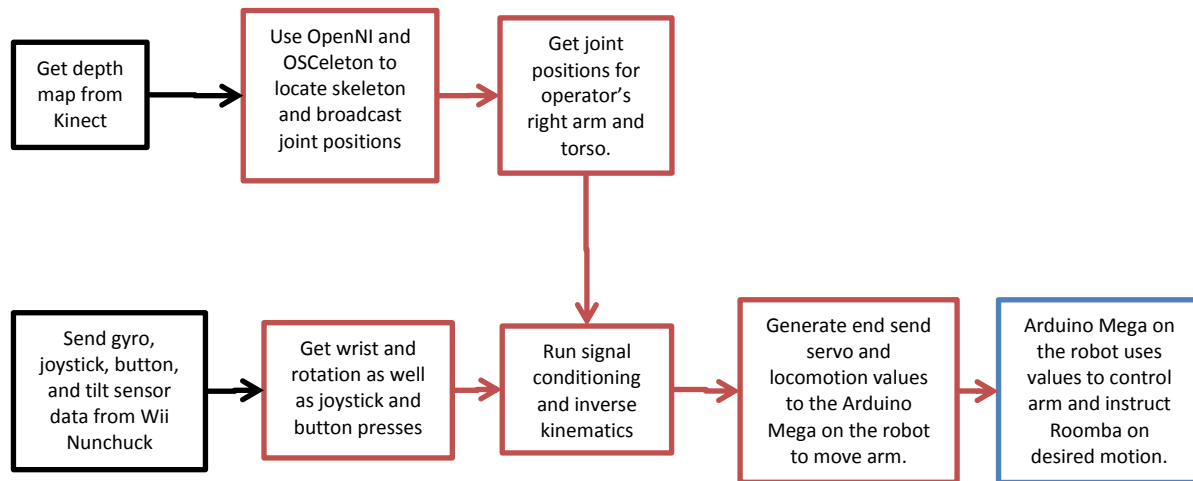 Get depth
map from
Kinect
Use OpenNI and
OSCeleton to
locate skeleton
and broadcast
joint positions
Get joint
positions for
operator’s
right arm and
torso.
Send gyro,
joystick, button,
and tilt sensor
data from Wii
Nunchuck
Get wrist and
rotation as well
as joystick and
button presses
Run signal
conditioning
and inverse
kinematics
Generate end send
servo and
locomotion values
to the Arduino
Mega on the robot
to move arm.
Arduino Mega on
the robot uses
values to control
arm and instruct
Roomba on
desired motion.